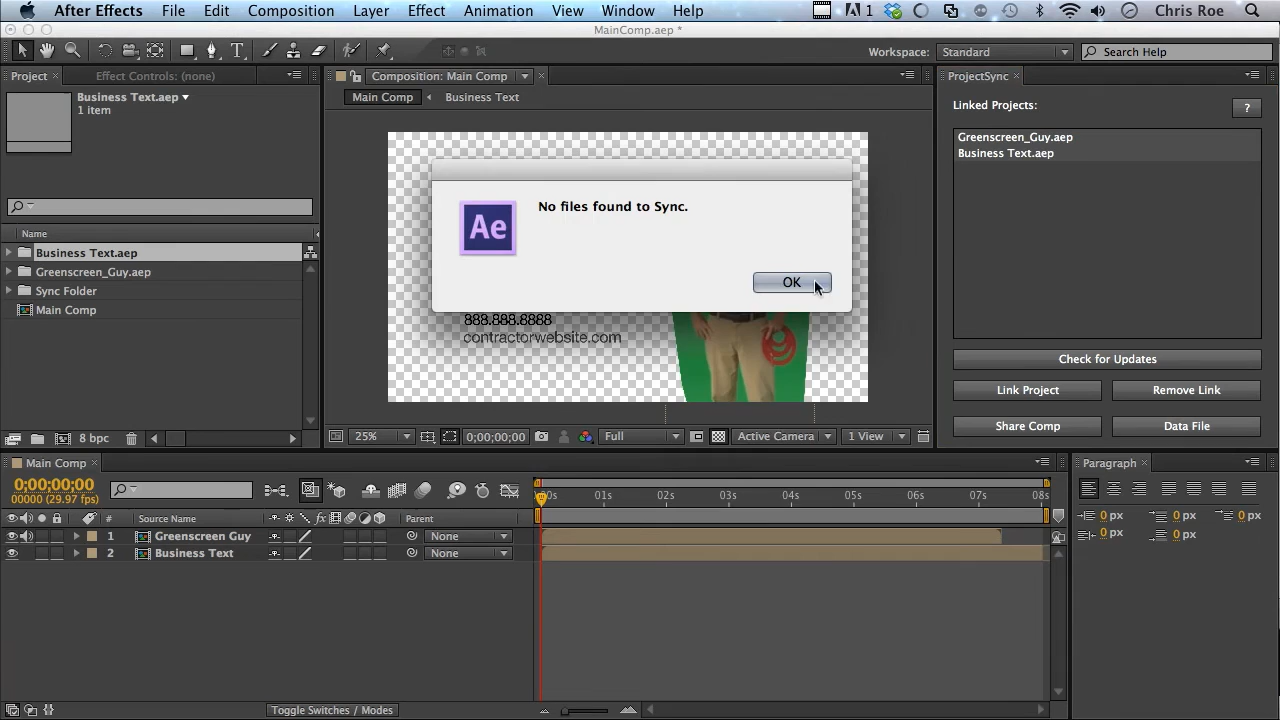 After Effects File Edit Composition Layer Effect Animation View Window Help 1 Chris Roe
MainComp.aep *
Workspace: Standard Search Help
Project Effect Controls: (none) Composition: Main Comp ProjectSync
Business Text.aep
1 item
Main Comp Business Text
Linked Projects: ?
Greenscreen_Guy.aep
Business Text.aep
No files found to Sync.
Ae
OK
Name
Business Text.aep
Greenscreen_Guy.aep
Sync Folder
Main Comp
888.888.8888
contractorwebsite.com
Check for Updates
Link Project Remove Link
Share Comp Data File
8 bpc 25% 0;00;00;00 Full Active Camera 1 View
Main Comp Paragraph
0;00;00;00
00000 (29.97 fps)
0s 01s 02s 03s 04s 05s 06s 07s 08s
# Source Name fx Parent
1 Greenscreen Guy None
2 Business Text None
0 px 0 px 0 px
0 px 0 px
Toggle Switches / Modes